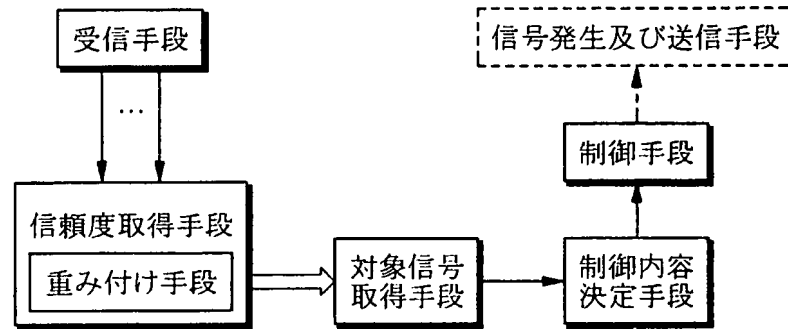 受信手段
信号発生及び送信手段
…
制御手段
信頼度取得手段
重み付け手段
対象信号
取得手段
制御内容
決定手段